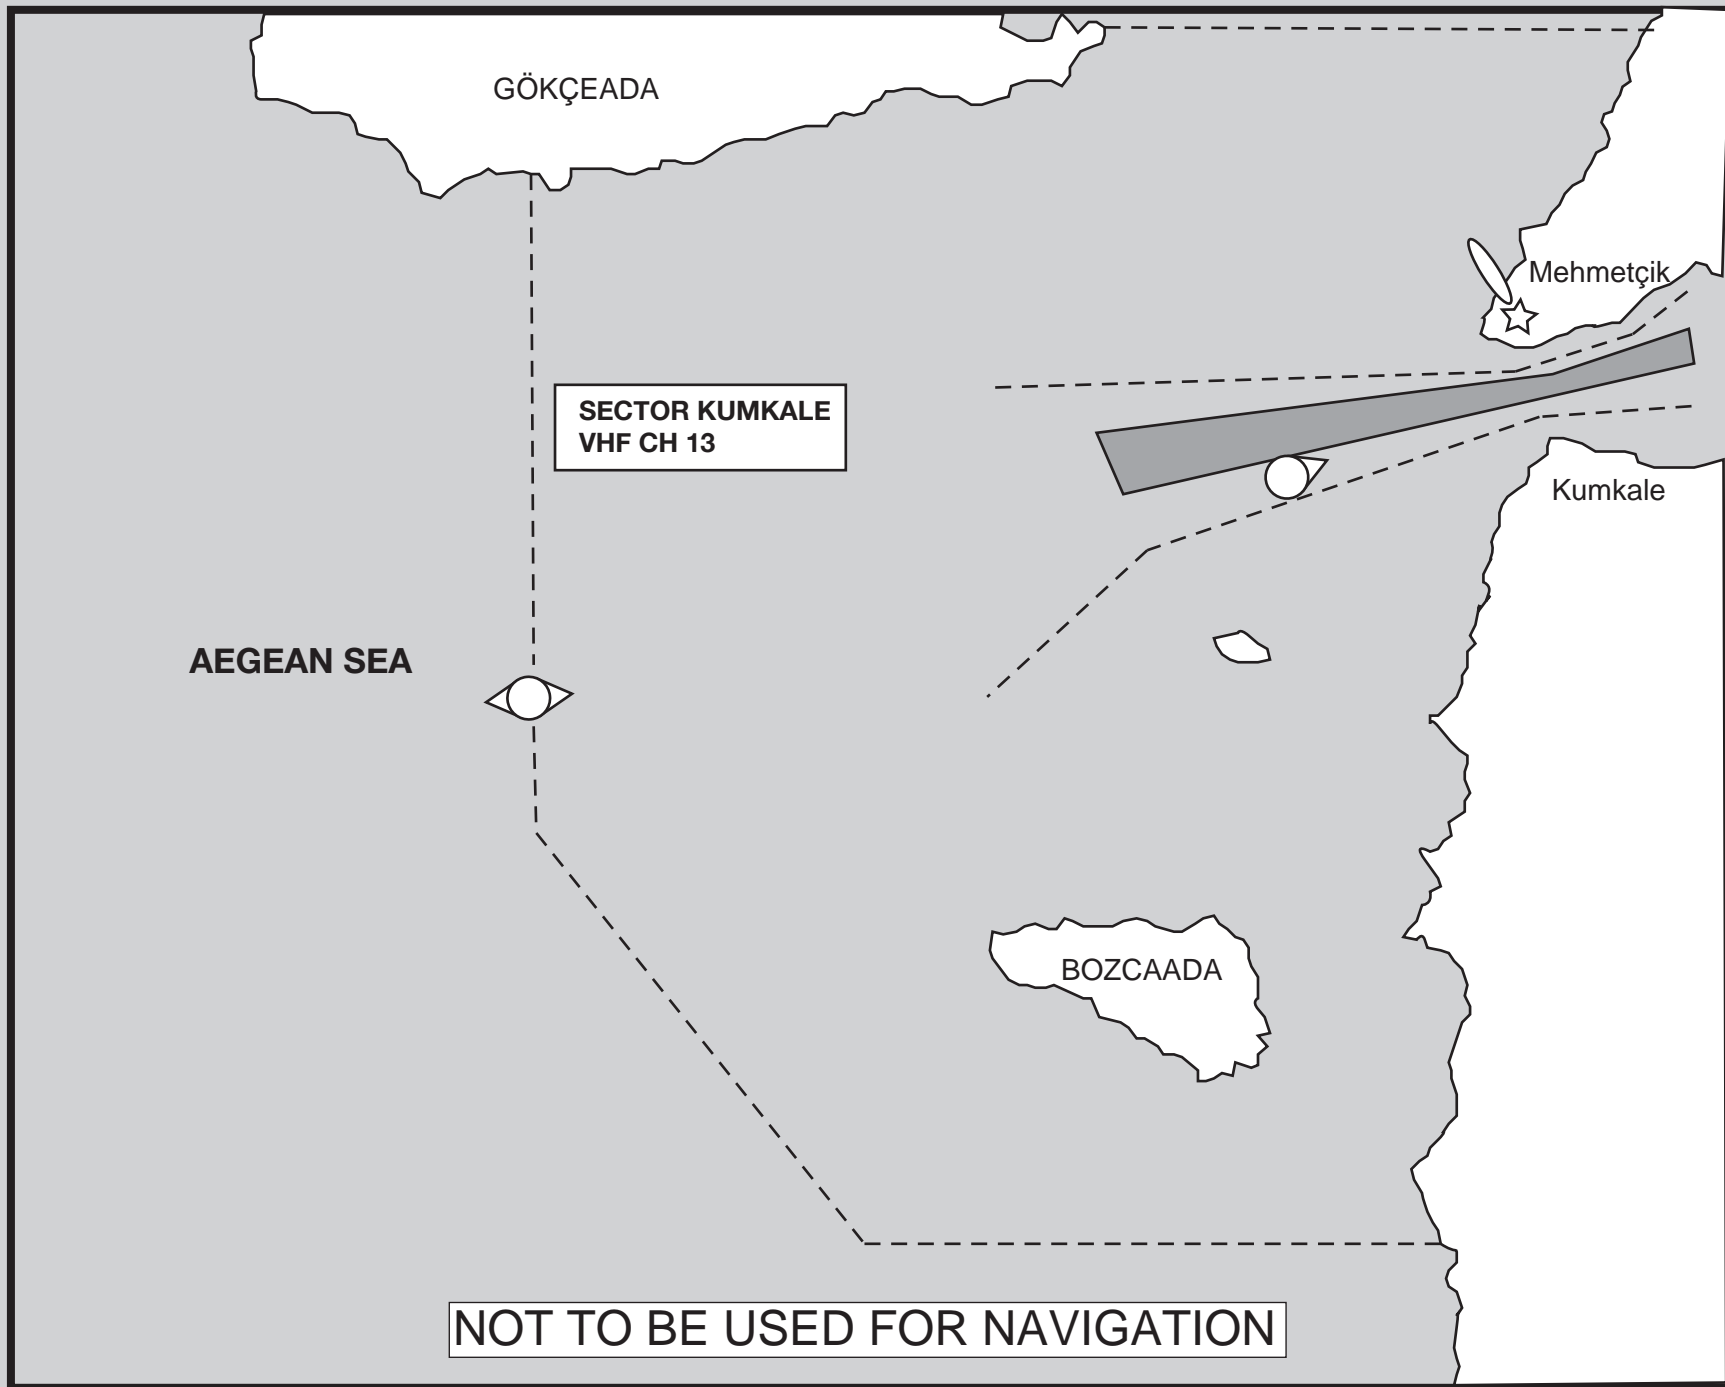 GÖKÇEADA
Mehmetçik
SECTOR KUMKALE
VHF CH 13
Kumkale
AEGEAN SEA
BOZCAADA
NOT TO BE USED FOR NAVIGATION